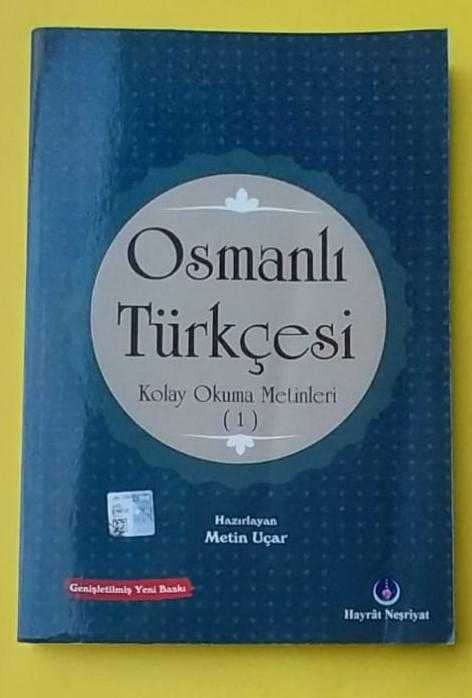 Osmanlı
Türkçesi
Kolay Okuma Metinleri
(1)
Hazırlayan
Metin Uçar
Genişletilmiş Yeni Baskı
Hayrât Neşriyat